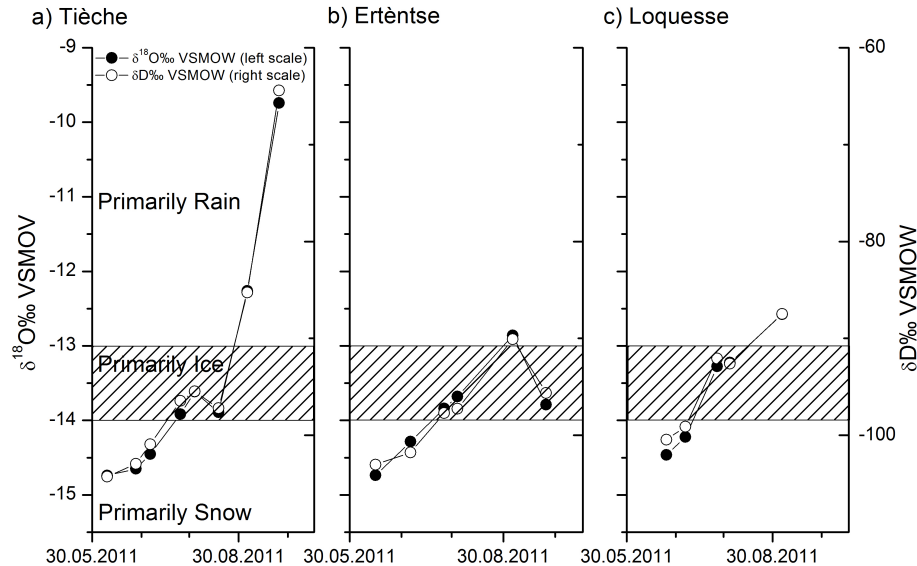 a) Tièche
b) Ertèntse
c) Loquesse
-9
-60
δ¹⁸O‰ VSMOW (left scale)
δD‰ VSMOW (right scale)
-10
Primarily Rain
-11
-80
-12
δ¹⁸O‰ VSMOV
δD‰ VSMOW
-13
Primarily Ice
-14
-100
-15
Primarily Snow
30.05.2011 30.08.2011 30.05.2011 30.08.2011 30.05.2011 30.08.2011